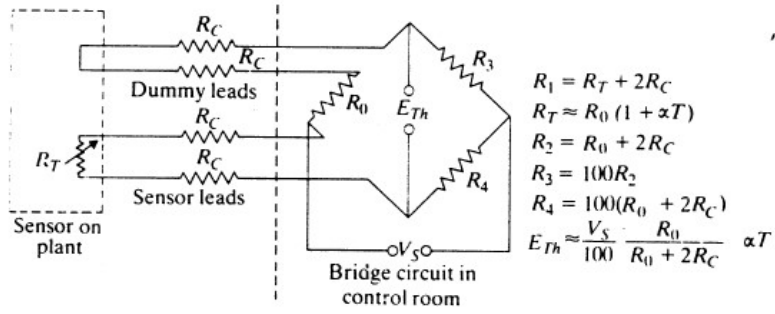 R_C
R_C
Dummy leads
R_0
R_3
E_Th
R_C
R_T
R_C
R_4
Sensor leads
Sensor on
plant
V_S
Bridge circuit in
control room
R_1 = R_T + 2R_C
R_T ≈ R_0 (1 + αT)
R_2 = R_0 + 2R_C
R_3 = 100R_2
R_4 = 100(R_0 + 2R_C)
E_Th ≈ V_S/100 R_0/(R_0 + 2R_C) αT